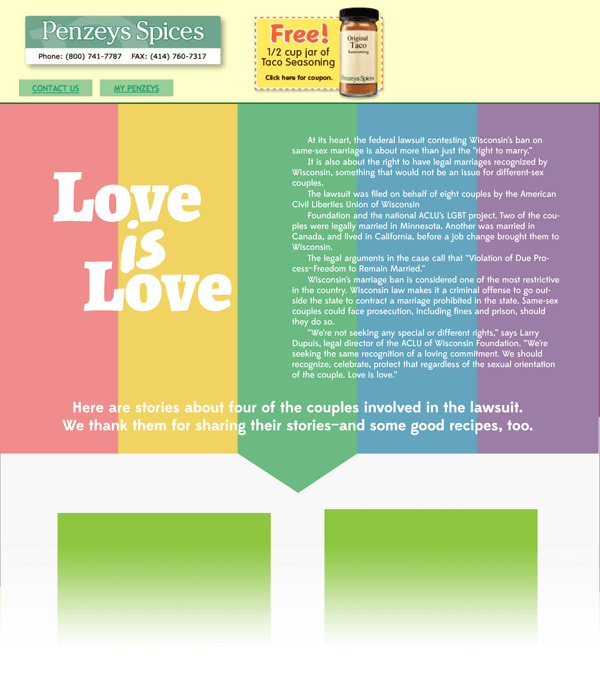 Penzeys Spices
Phone: (800) 741-7787 FAX: (414) 760-7317
Free!
1/2 cup jar of
Taco Seasoning
Click here for coupon.
Original
Taco
Seasoning
Penzeys Spices
CONTACT US
MY PENZEYS
Love
is
Love
At its heart, the federal lawsuit contesting Wisconsin's ban on
same-sex marriage is about more than just the "right to marry."
It is also about the right to have legal marriages recognized by
Wisconsin, something that would not be an issue for different-sex
couples.
The lawsuit was filed on behalf of eight couples by the American
Civil Liberties Union of Wisconsin
Foundation and the national ACLU's LGBT project. Two of the cou-
ples were legally married in Minnesota. Another was married in
Canada, and lived in California, before a job change brought them to
Wisconsin.
The legal arguments in the case call that "Violation of Due Pro-
cess–Freedom to Remain Married."
Wisconsin's marriage ban is considered one of the most restrictive
in the country. Wisconsin law makes it a criminal offense to go out-
side the state to contract a marriage prohibited in the state. Same-sex
couples could face prosecution, including fines and prison, should
they do so.
"We're not seeking any special or different rights," says Larry
Dupuis, legal director of the ACLU of Wisconsin Foundation. "We're
seeking the same recognition of a loving commitment. We should
recognize, celebrate, protect that regardless of the sexual orientation
of the couple. Love is love."
Here are stories about four of the couples involved in the lawsuit.
We thank them for sharing their stories–and some good recipes, too.